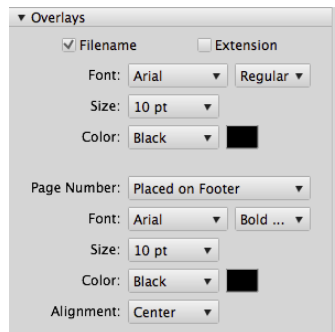 Overlays
Filename Extension
Font: Arial Regular
Size: 10 pt
Color: Black
Page Number: Placed on Footer
Font: Arial Bold ...
Size: 10 pt
Color: Black
Alignment: Center